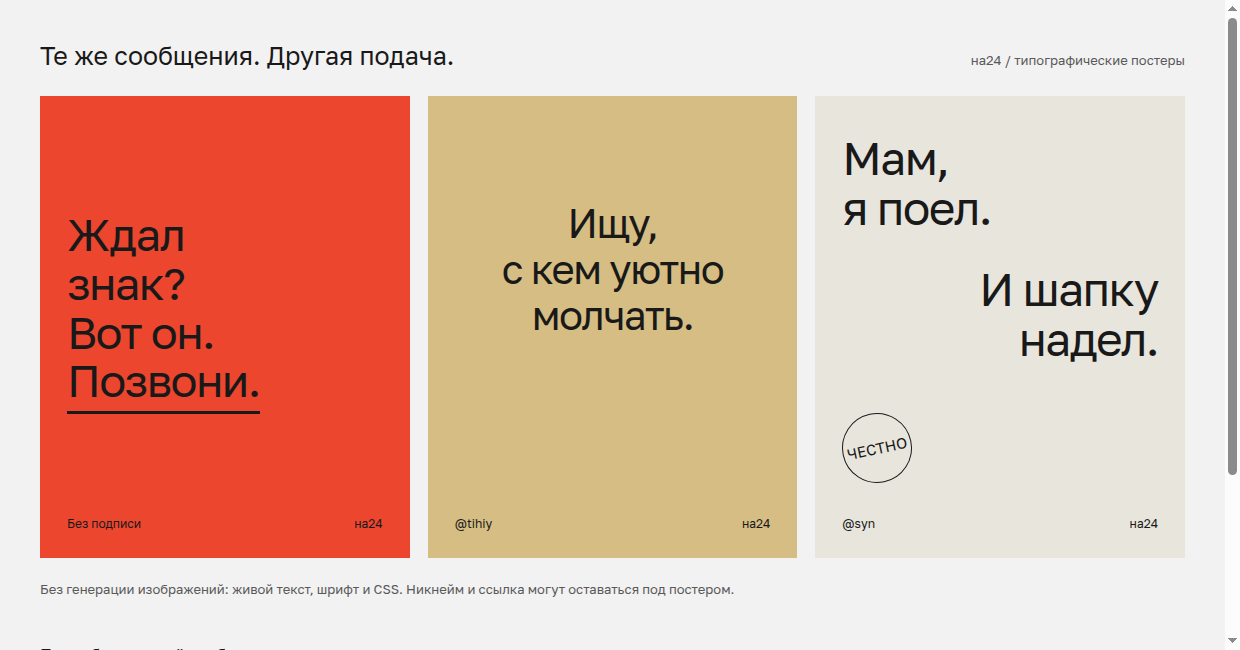 Те же сообщения. Другая подача.
на24 / типографические постеры
Ждал
знак?
Вот он.
Позвони.
Без подписи
на24
Ищу,
с кем уютно
молчать.
@tihiy
на24
Мам,
я поел.
И шапку
надел.
ЧЕСТНО
@syn
на24
Без генерации изображений: живой текст, шрифт и CSS. Никнейм и ссылка могут оставаться под постером.